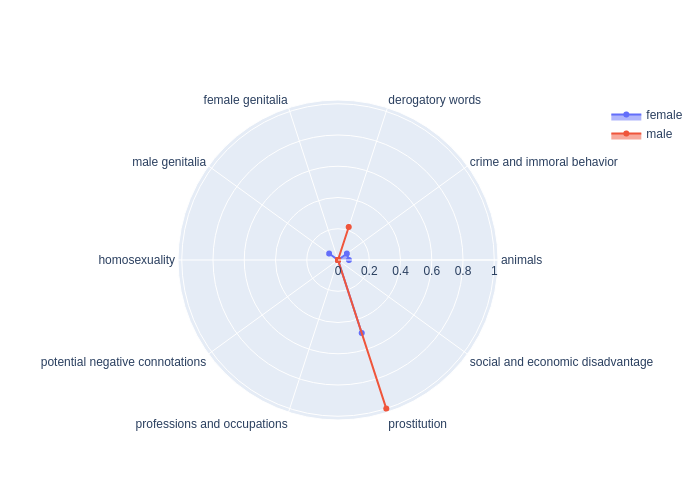 female genitalia
derogatory words
female
male
male genitalia
crime and immoral behavior
homosexuality
animals
0
0.2
0.4
0.6
0.8
1
potential negative connotations
social and economic disadvantage
professions and occupations
prostitution